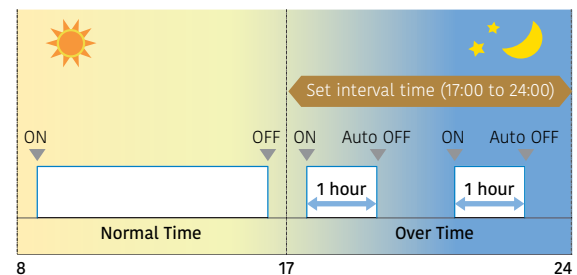 Set interval time (17:00 to 24:00)
ON OFF ON Auto OFF ON Auto OFF
1 hour 1 hour
Normal Time Over Time
8 17 24